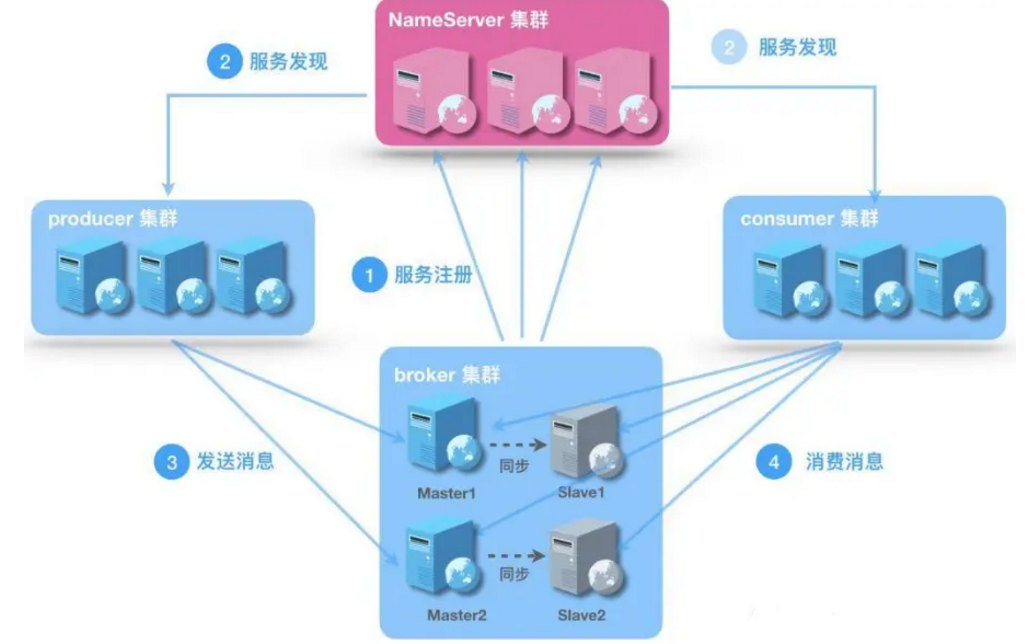 NameServer 集群
2 服务发现
2 服务发现
producer 集群
consumer 集群
1 服务注册
broker 集群
3 发送消息
同步
4 消费消息
Master1
Slave1
同步
Master2
Slave2